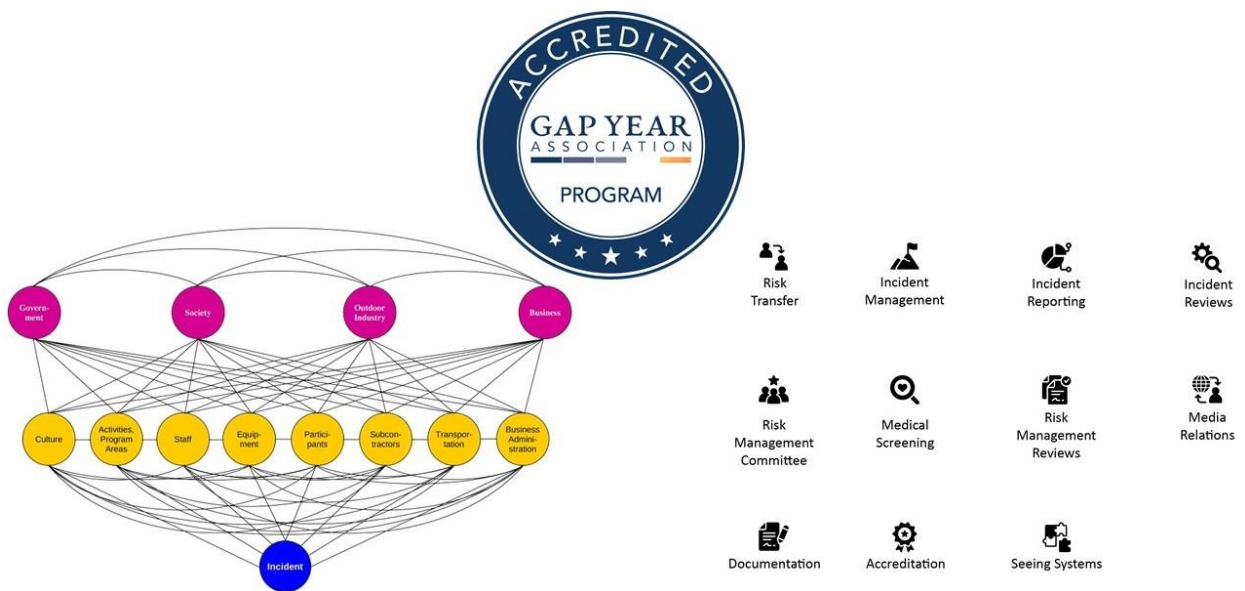 ACCREDITED
GAP YEAR
ASSOCIATION
PROGRAM
Govern-
ment
Society
Outdoor
Industry
Business
Culture
Activities,
Program
Areas
Staff
Equip-
ment
Partici-
pants
Subcon-
tractors
Transpor-
tation
Business
Admini-
stration
Incident
Risk
Transfer
Incident
Management
Incident
Reporting
Incident
Reviews
Risk
Management
Committee
Medical
Screening
Risk
Management
Reviews
Media
Relations
Documentation
Accreditation
Seeing Systems